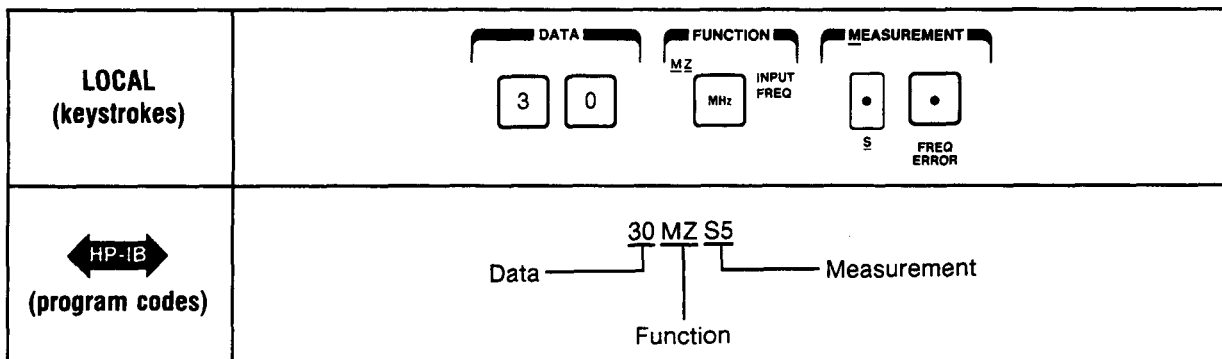 LOCAL
(keystrokes)
DATA
FUNCTION
MEASUREMENT
MZ
INPUT
FREQ
3
0
MHz
S
FREQ
ERROR
HP-IB
(program codes)
30 MZ S5
Data
Measurement
Function